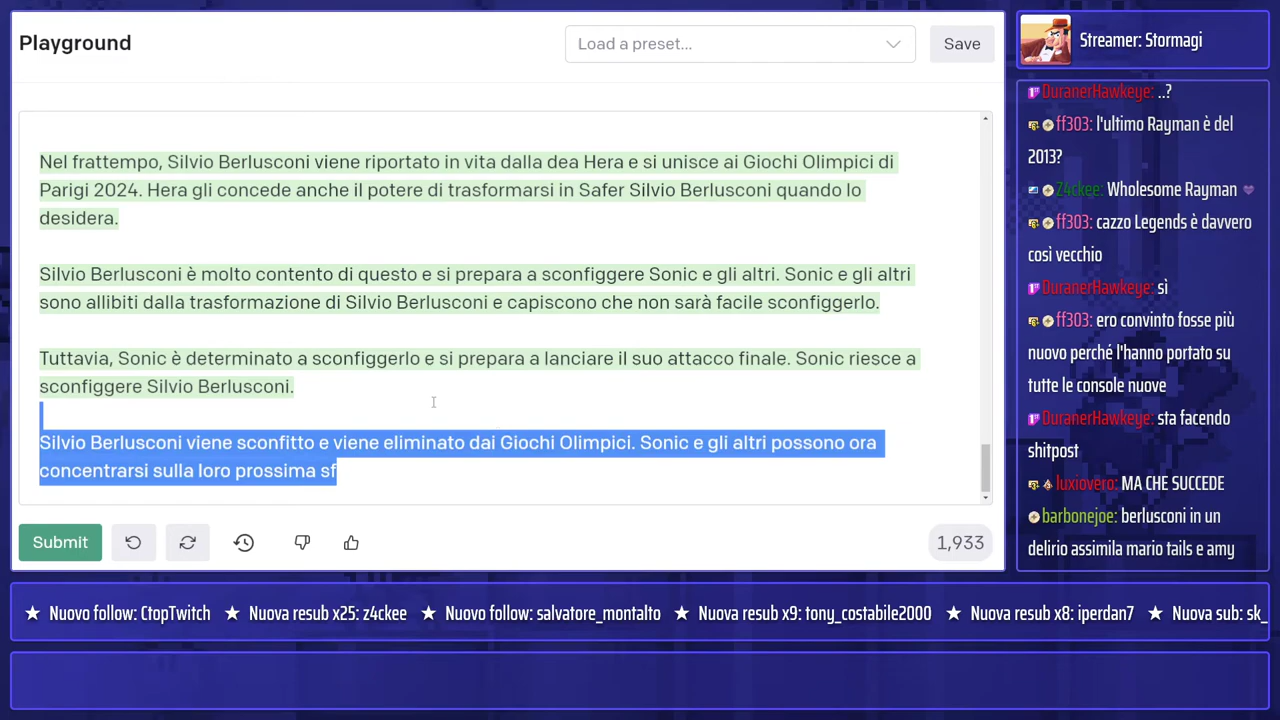 Playground
Load a preset...
Save
Nel frattempo, Silvio Berlusconi viene riportato in vita dalla dea Hera e si unisce ai Giochi Olimpici di
Parigi 2024. Hera gli concede anche il potere di trasformarsi in Safer Silvio Berlusconi quando lo
desidera.
Silvio Berlusconi è molto contento di questo e si prepara a sconfiggere Sonic e gli altri. Sonic e gli altri
sono allibiti dalla trasformazione di Silvio Berlusconi e capiscono che non sarà facile sconfiggerlo.
Tuttavia, Sonic è determinato a sconfiggerlo e si prepara a lanciare il suo attacco finale. Sonic riesce a
sconfiggere Silvio Berlusconi.
Silvio Berlusconi viene sconfitto e viene eliminato dai Giochi Olimpici. Sonic e gli altri possono ora
concentrarsi sulla loro prossima sf
Submit
1,933
Streamer: Stormagi
DuranerHawkeye: ..?
ff303: l'ultimo Rayman è del
2013?
Z4ckee: Wholesome Rayman
ff303: cazzo Legends è davvero
così vecchio
DuranerHawkeye: sì
ff303: ero convinto fosse più
nuovo perché l'hanno portato su
tutte le console nuove
DuranerHawkeye: sta facendo
shitpost
luxiovero: MA CHE SUCCEDE
barbonejoe: berlusconi in un
delirio assimila mario tails e amy
★ Nuovo follow: CtopTwitch ★ Nuova resub x25: z4ckee ★ Nuovo follow: salvatore_montalto ★ Nuova resub x9: tony_costabile2000 ★ Nuova resub x8: iperdan7 ★ Nuova sub: sk_